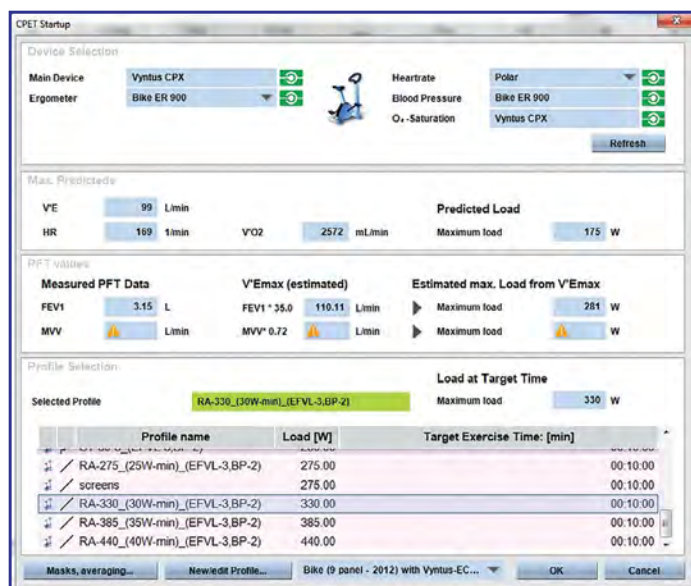 CPET Startup
Device Selection
Main Device Vyntus CPX Heartrate Polar
Ergometer Bike ER 900 Blood Pressure Bike ER 900
O₂-Saturation Vyntus CPX
Refresh
Max. Predicteds
V'E 99 L/min Predicted Load
HR 169 1/min V'O2 2572 mL/min Maximum load 175 W
PFT values
Measured PFT Data V'Emax (estimated) Estimated max. Load from V'Emax
FEV1 3.15 L FEV1 * 35.0 110.11 L/min Maximum load 281 W
MVV L/min MVV* 0.72 L/min Maximum load W
Profile Selection
Load at Target Time
Selected Profile RA-330_(30W-min)_(EFVL-3,BP-2) Maximum load 330 W
Profile name Load [W] Target Exercise Time: [min]
RA-275_(25W-min)_(EFVL-3,BP-2) 275.00 00:10:00
screens 275.00 00:10:00
RA-330_(30W-min)_(EFVL-3,BP-2) 330.00 00:10:00
RA-385_(35W-min)_(EFVL-3,BP-2) 385.00 00:10:00
RA-440_(40W-min)_(EFVL-3,BP-2) 440.00 00:10:00
Masks, averaging... New/edit Profile... Bike (9 panel - 2012) with Vyntus-EC... OK Cancel